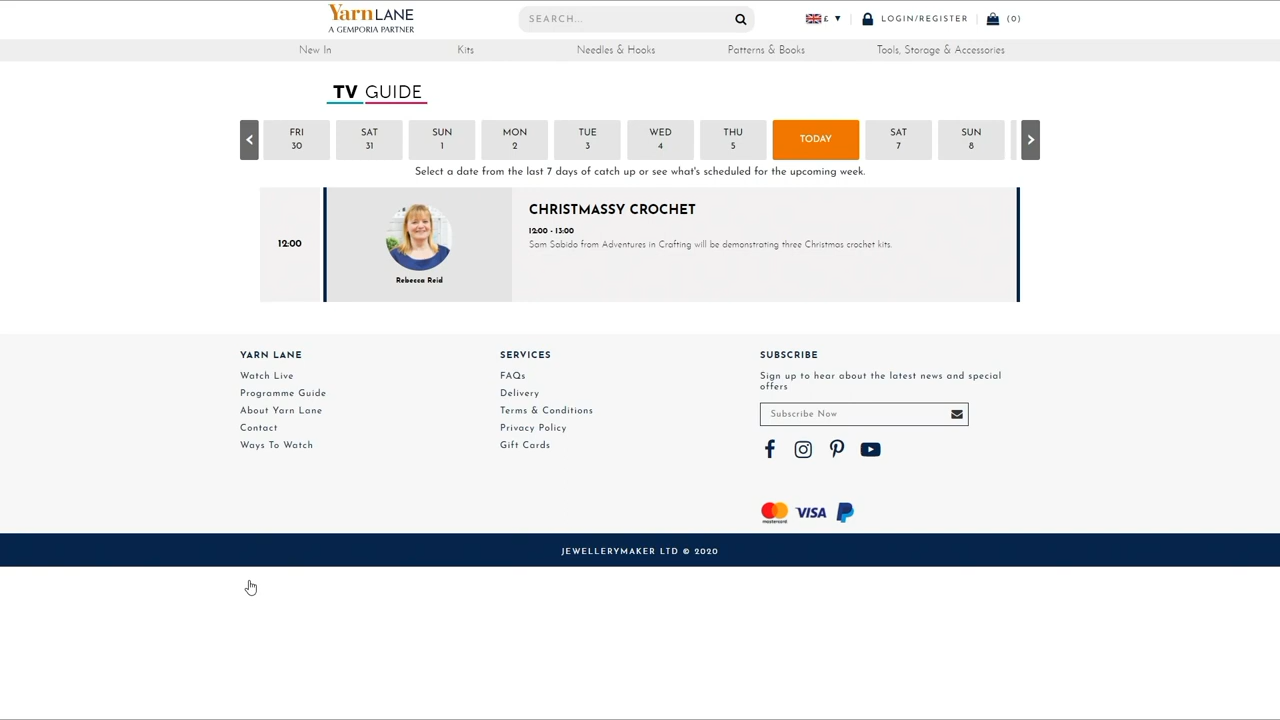 Yarn LANE
A GEMPORIA PARTNER
SEARCH...
£ ▼
LOGIN/REGISTER
(0)
New In
Kits
Needles & Hooks
Patterns & Books
Tools, Storage & Accessories
TV GUIDE
FRI
30
SAT
31
SUN
1
MON
2
TUE
3
WED
4
THU
5
TODAY
SAT
7
SUN
8
Select a date from the last 7 days of catch up or see what's scheduled for the upcoming week.
12:00
Rebecca Reid
CHRISTMASSY CROCHET
12:00 - 13:00
Sam Sabido from Adventures in Crafting will be demonstrating three Christmas crochet kits.
YARN LANE
Watch Live
Programme Guide
About Yarn Lane
Contact
Ways To Watch
SERVICES
FAQs
Delivery
Terms & Conditions
Privacy Policy
Gift Cards
SUBSCRIBE
Sign up to hear about the latest news and special
offers
Subscribe Now
mastercard
VISA
JEWELLERYMAKER LTD © 2020